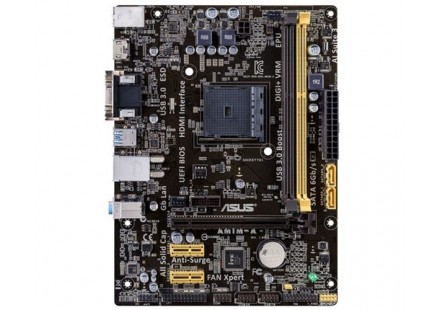 EPU
DIGI+ VRM
ESD
USB 3.0
HDMI Interface
UEFI BIOS
USB 3.0 Boost
SATA 6Gb/s
Gb Lan
ASUS
AM1M-A
All Solid Cap
Anti-Surge
FAN Xpert